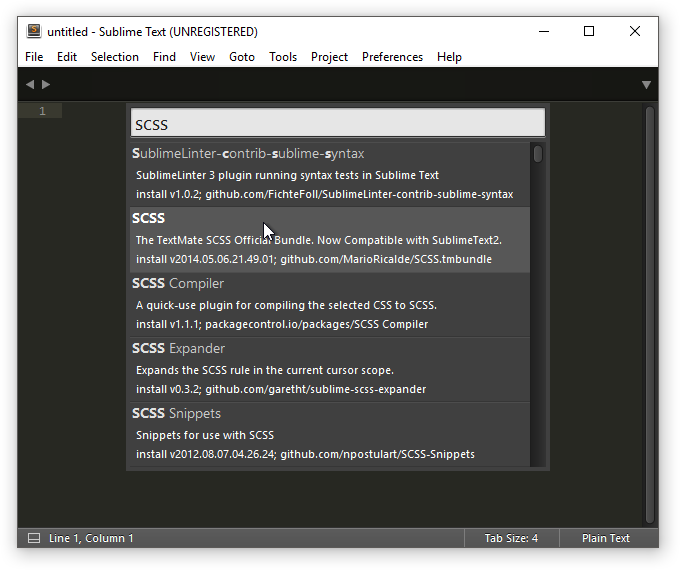 untitled - Sublime Text (UNREGISTERED)
File Edit Selection Find View Goto Tools Project Preferences Help
1
SCSS
SublimeLinter-contrib-sublime-syntax
SublimeLinter 3 plugin running syntax tests in Sublime Text
install v1.0.2; github.com/FichteFoll/SublimeLinter-contrib-sublime-syntax
SCSS
The TextMate SCSS Official Bundle. Now Compatible with SublimeText2.
install v2014.05.06.21.49.01; github.com/MarioRicalde/SCSS.tmbundle
SCSS Compiler
A quick-use plugin for compiling the selected CSS to SCSS.
install v1.1.1; packagecontrol.io/packages/SCSS Compiler
SCSS Expander
Expands the SCSS rule in the current cursor scope.
install v0.3.2; github.com/garetht/sublime-scss-expander
SCSS Snippets
Snippets for use with SCSS
install v2012.08.07.04.26.24; github.com/npostulart/SCSS-Snippets
Line 1, Column 1 Tab Size: 4 Plain Text